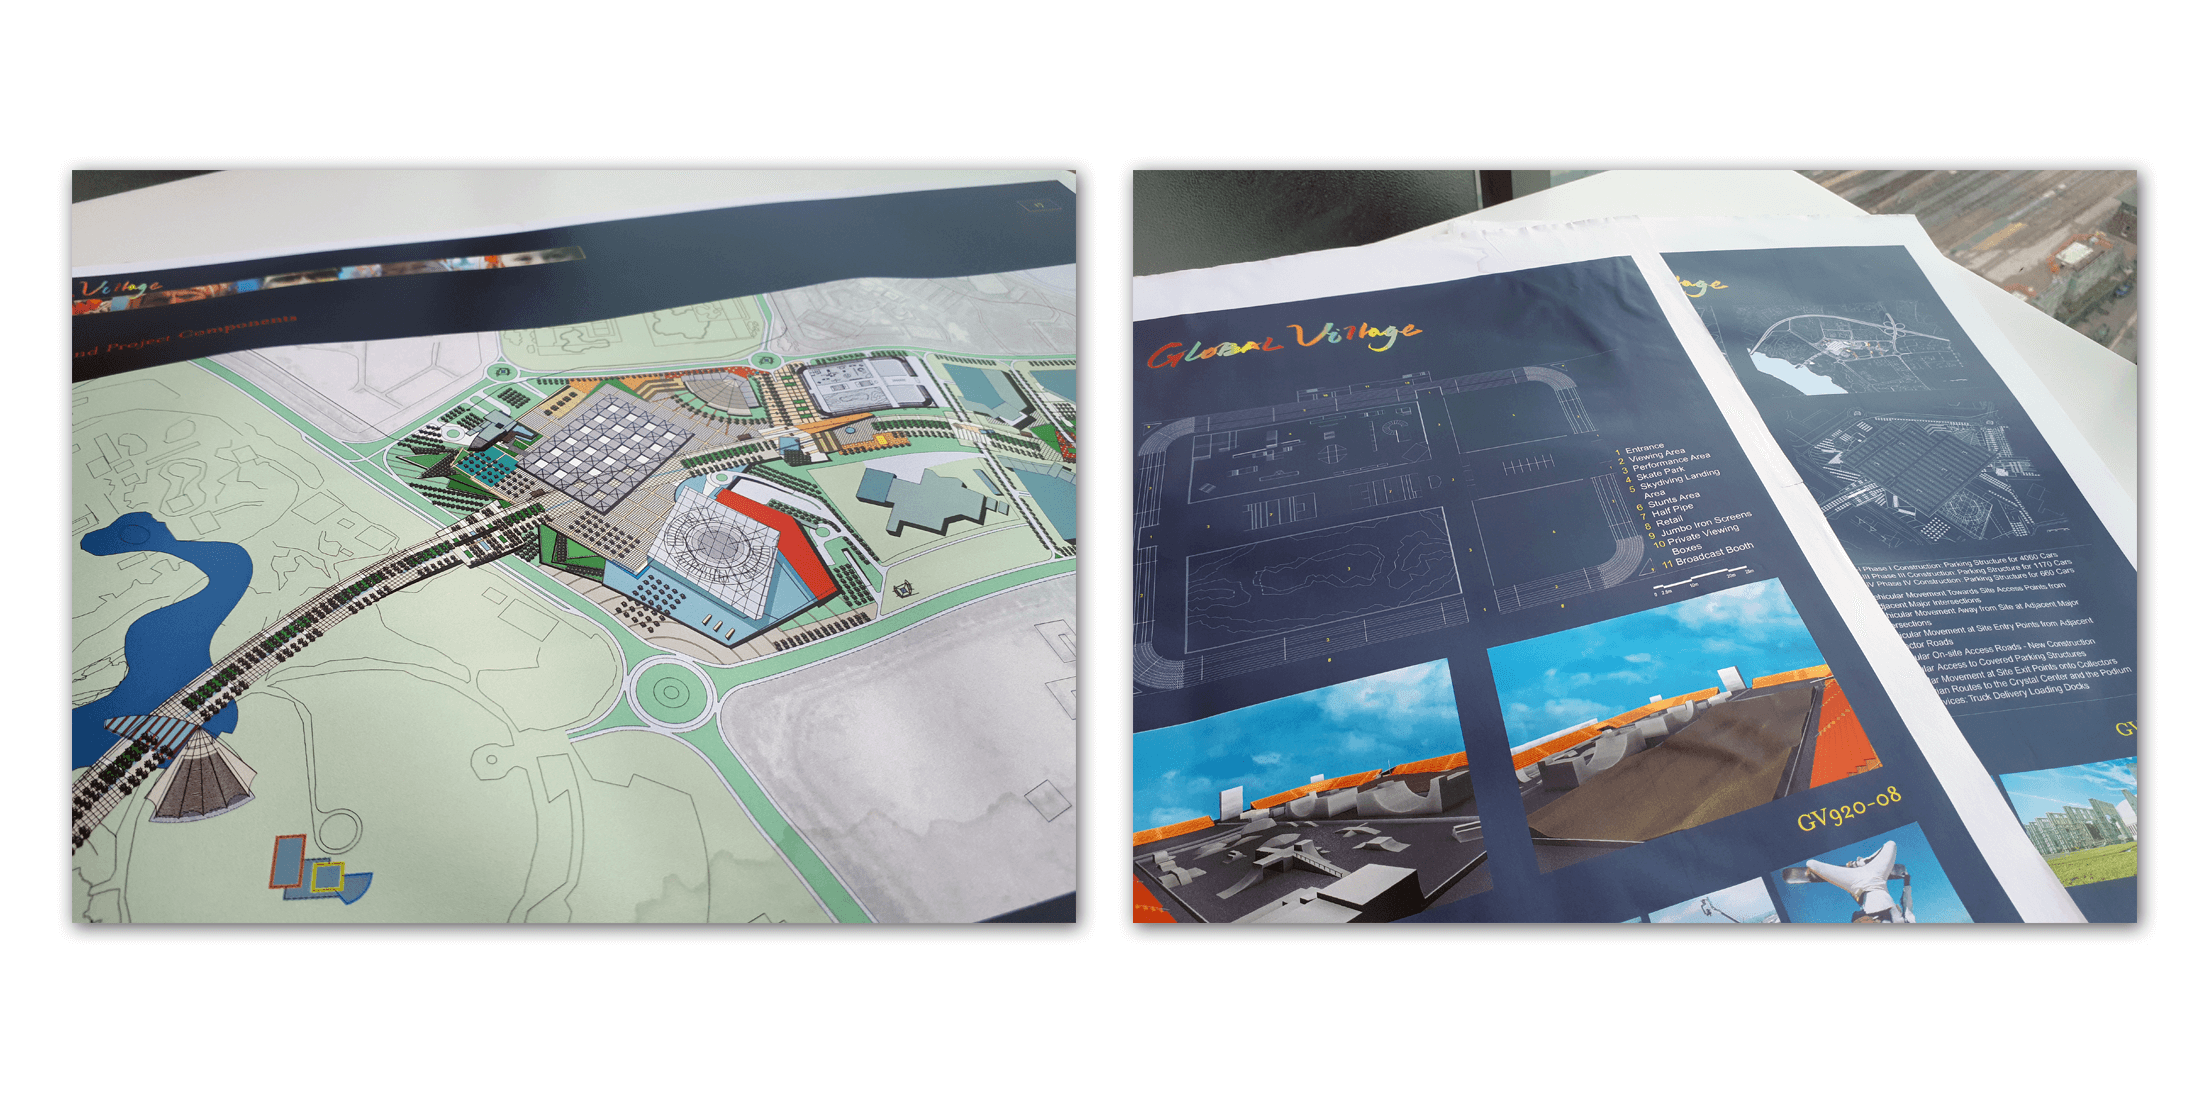 Village
nd Project Components
GLOBAL Village
age
1 Entrance
2 Viewing Area
3 Performance Area
4 Skate Park
5 Skydiving Landing
Area
6 Stunts Area
7 Half Pipe
8 Retail
9 Jumbo Iron Screens
10 Private Viewing
Boxes
11 Broadcast Booth
GV920-08
I Phase I Construction: Parking Structure for 4060 Cars
II Phase III Construction: Parking Structure for 1170 Cars
IV Phase IV Construction: Parking Structure for 660 Cars
hicular Movement Towards Site Access Points from
djacent Major Intersections
hicular Movement Away from Site at Adjacent Major
ersections
icular Movement at Site Entry Points from Adjacent
ctor Roads
ular On-site Access Roads - New Construction
lar Access to Covered Parking Structures
ar Movement at Site Exit Points onto Collectors
ian Routes to the Crystal Center and the Podium
vices: Truck Delivery Loading Docks
GV